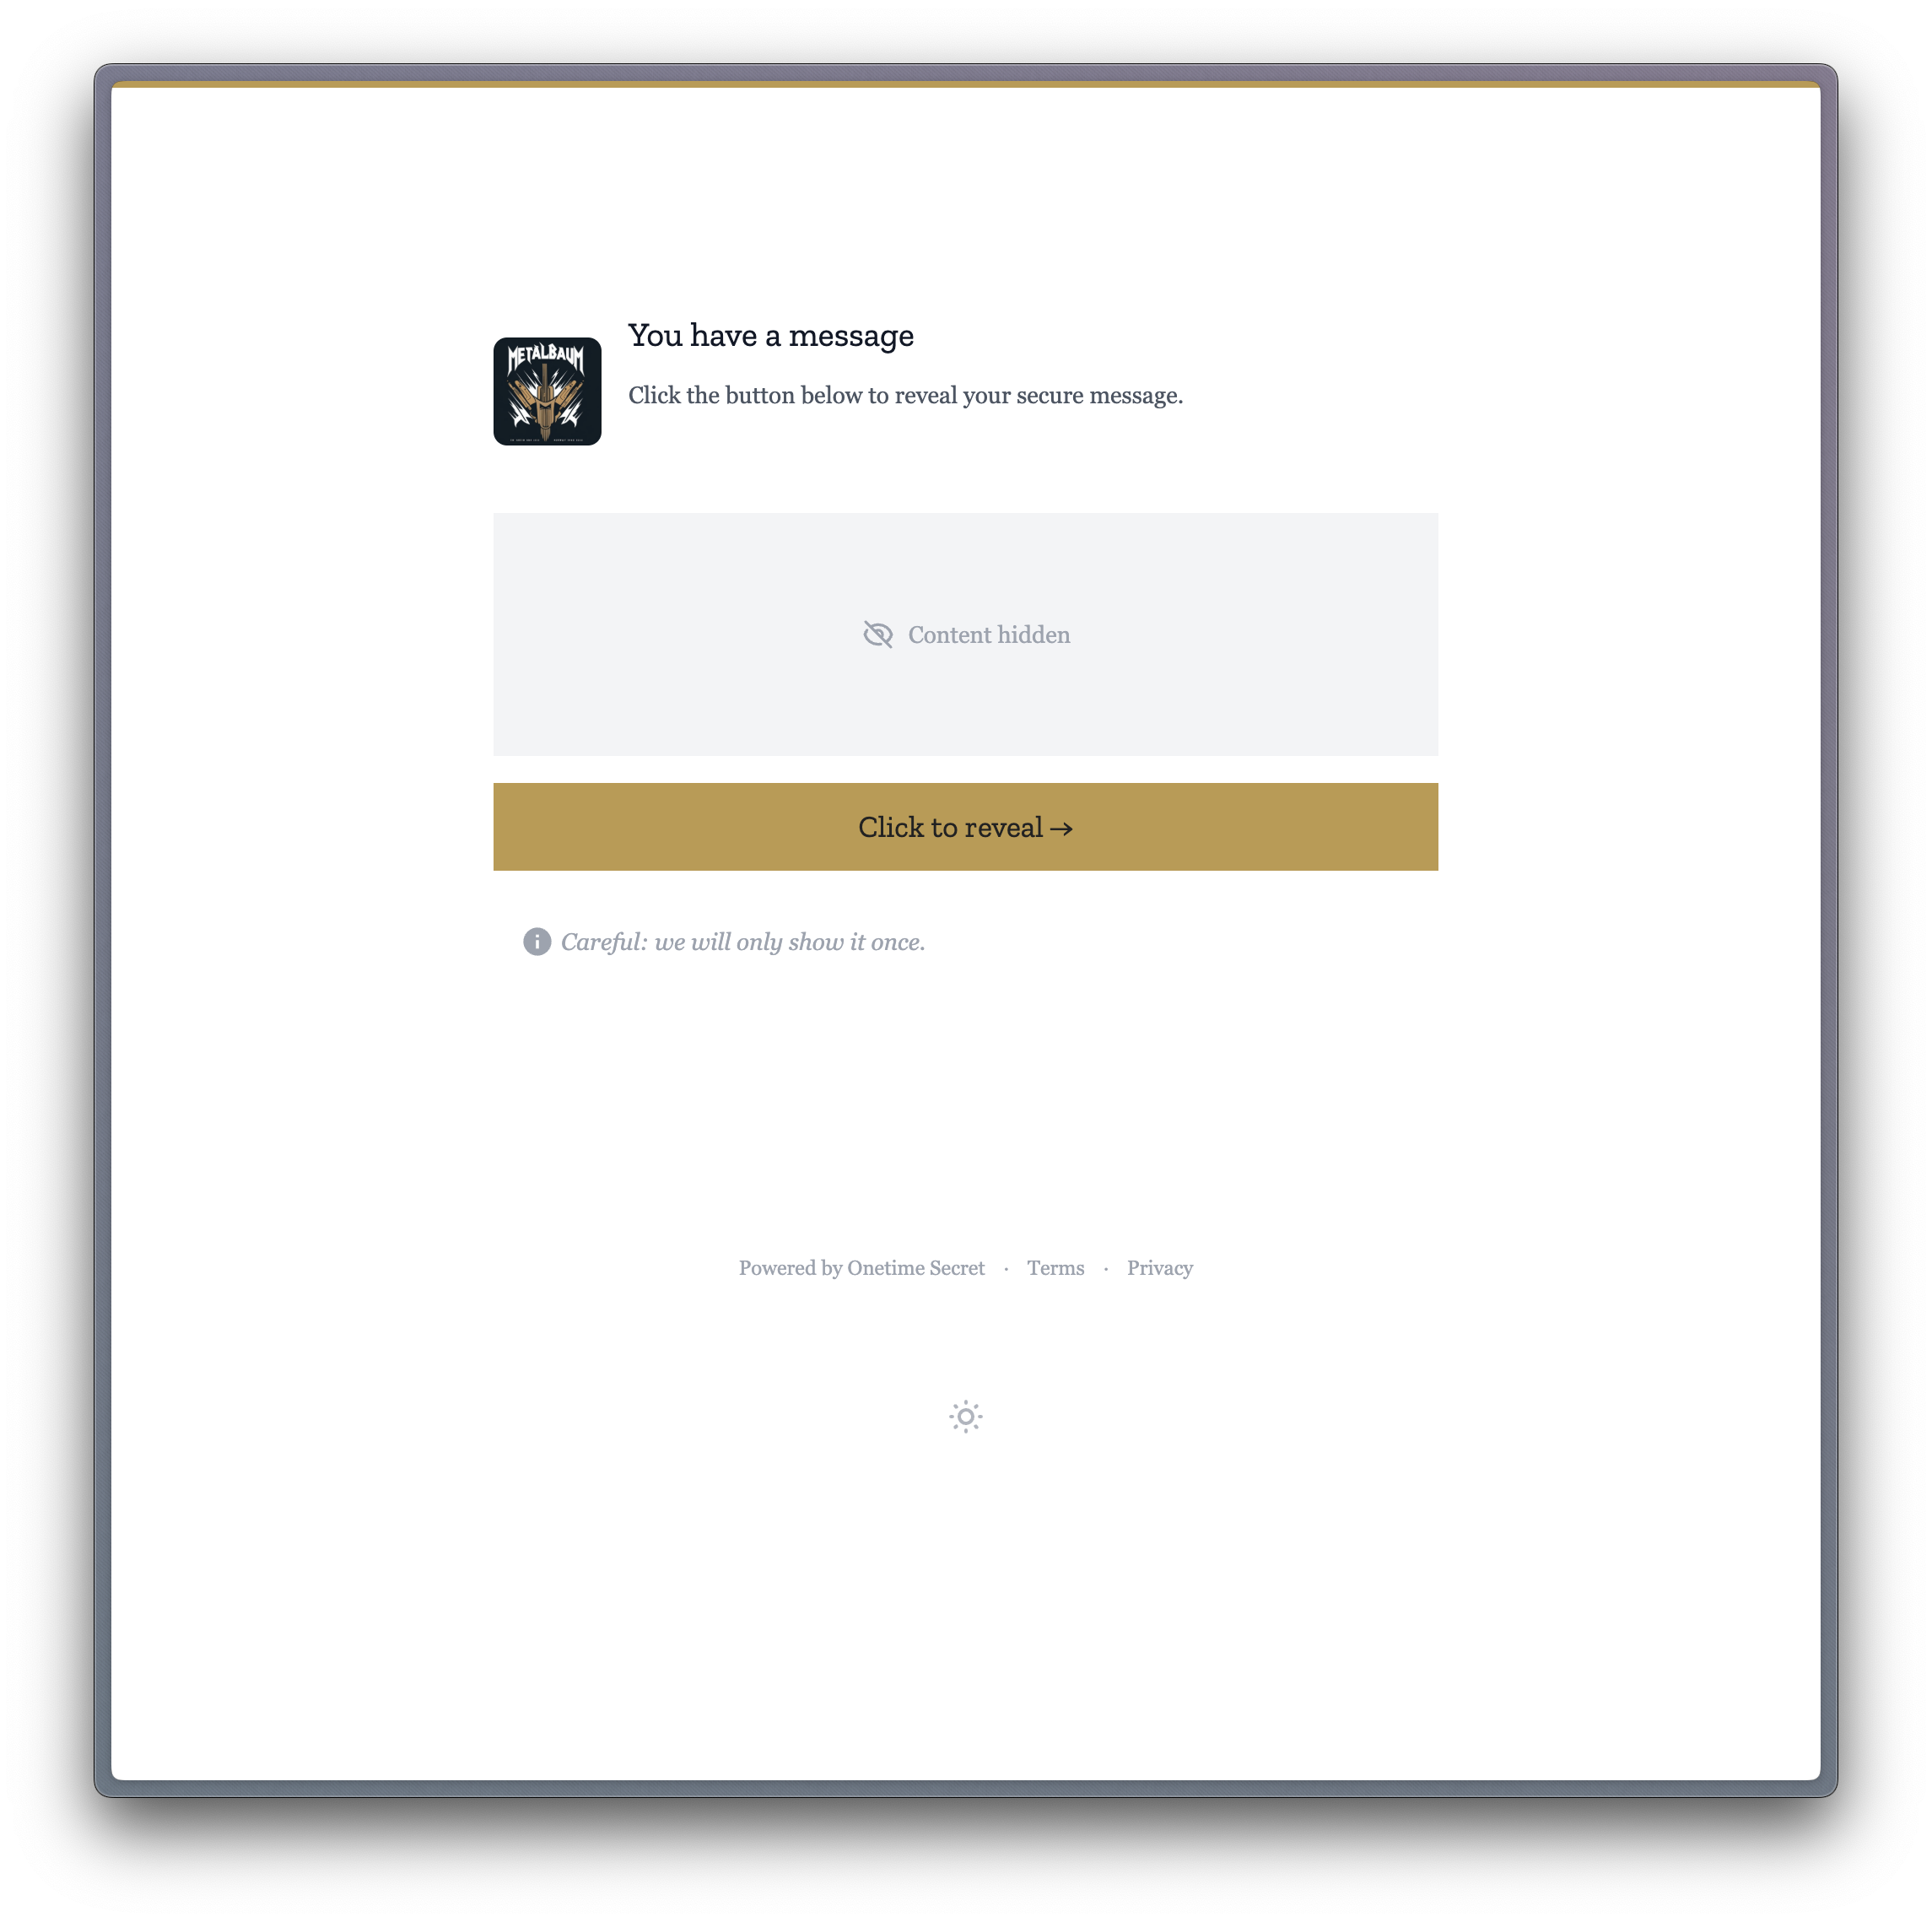 METALBAUM
You have a message
Click the button below to reveal your secure message.
Content hidden
Click to reveal →
Careful: we will only show it once.
Powered by Onetime Secret · Terms · Privacy